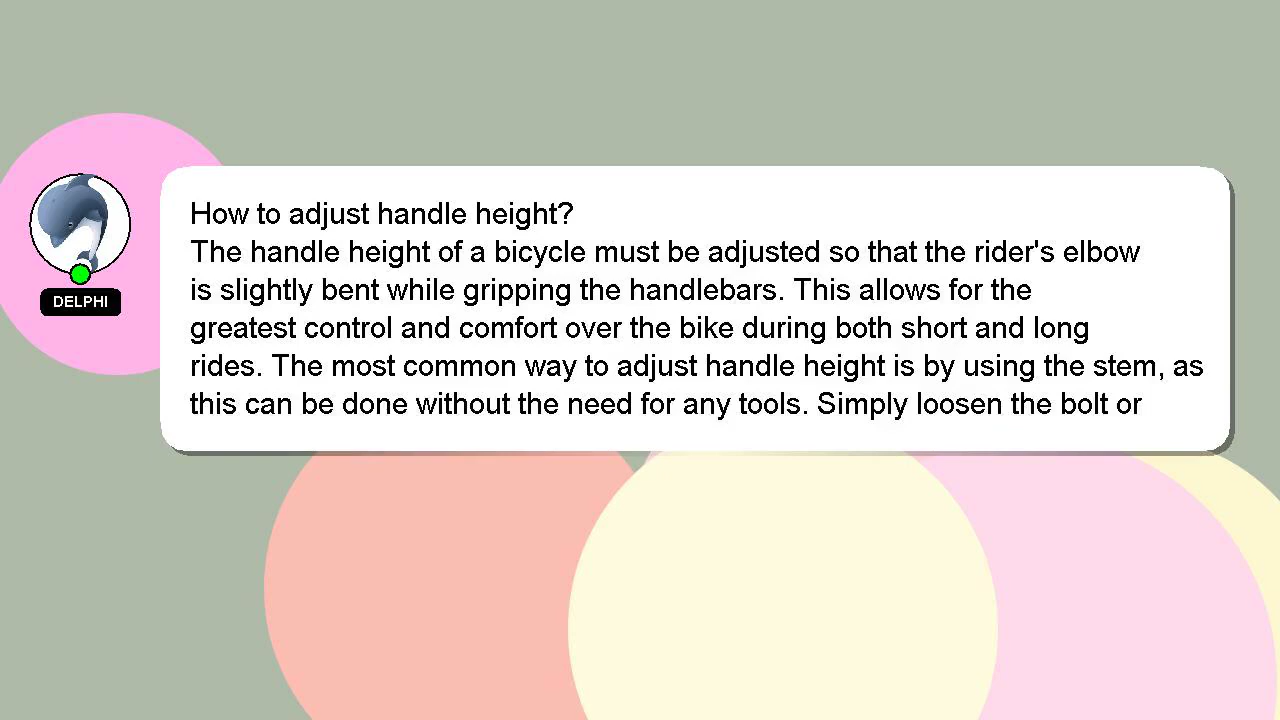 How to adjust handle height?
The handle height of a bicycle must be adjusted so that the rider's elbow
is slightly bent while gripping the handlebars. This allows for the
greatest control and comfort over the bike during both short and long
rides. The most common way to adjust handle height is by using the stem, as
this can be done without the need for any tools. Simply loosen the bolt or
DELPHI